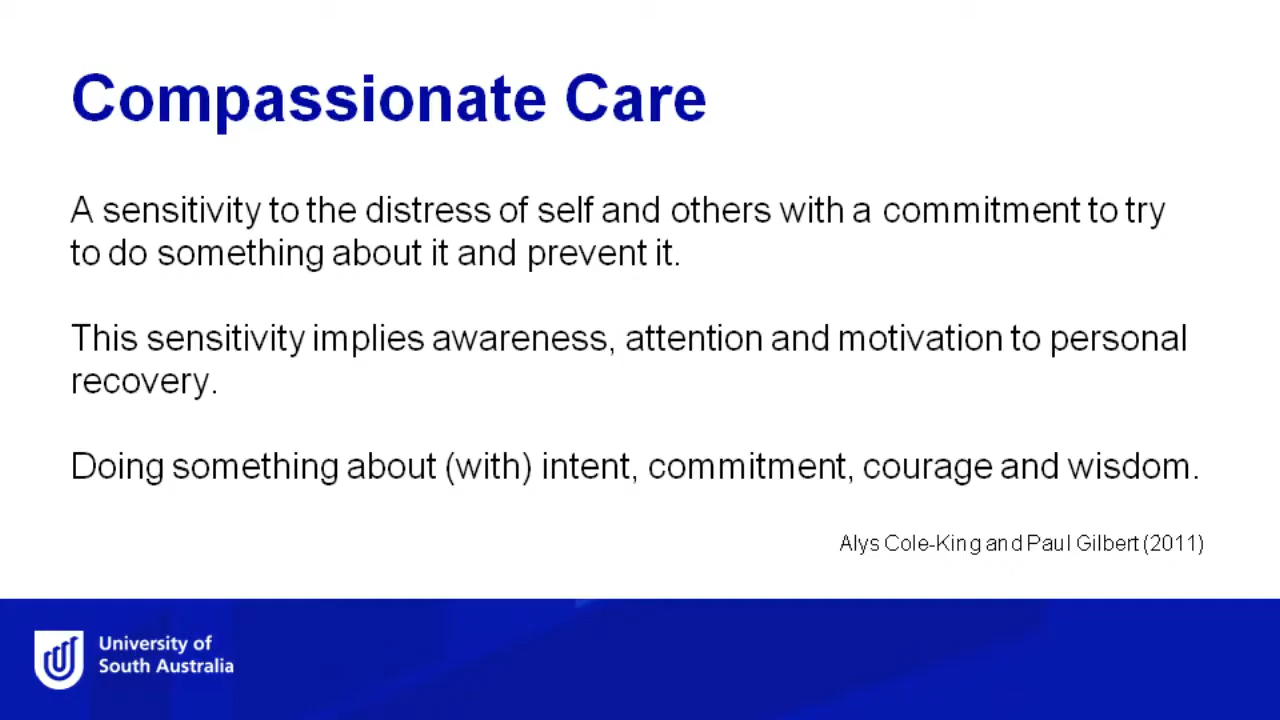 Compassionate Care
A sensitivity to the distress of self and others with a commitment to try
to do something about it and prevent it.
This sensitivity implies awareness, attention and motivation to personal
recovery.
Doing something about (with) intent, commitment, courage and wisdom.
Alys Cole-King and Paul Gilbert (2011)
University of
South Australia